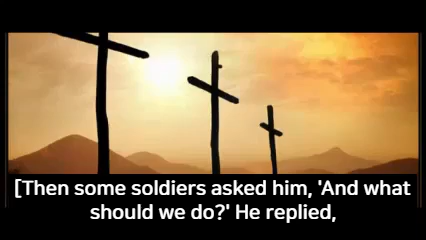 [Then some soldiers asked him, 'And what
should we do?' He replied,